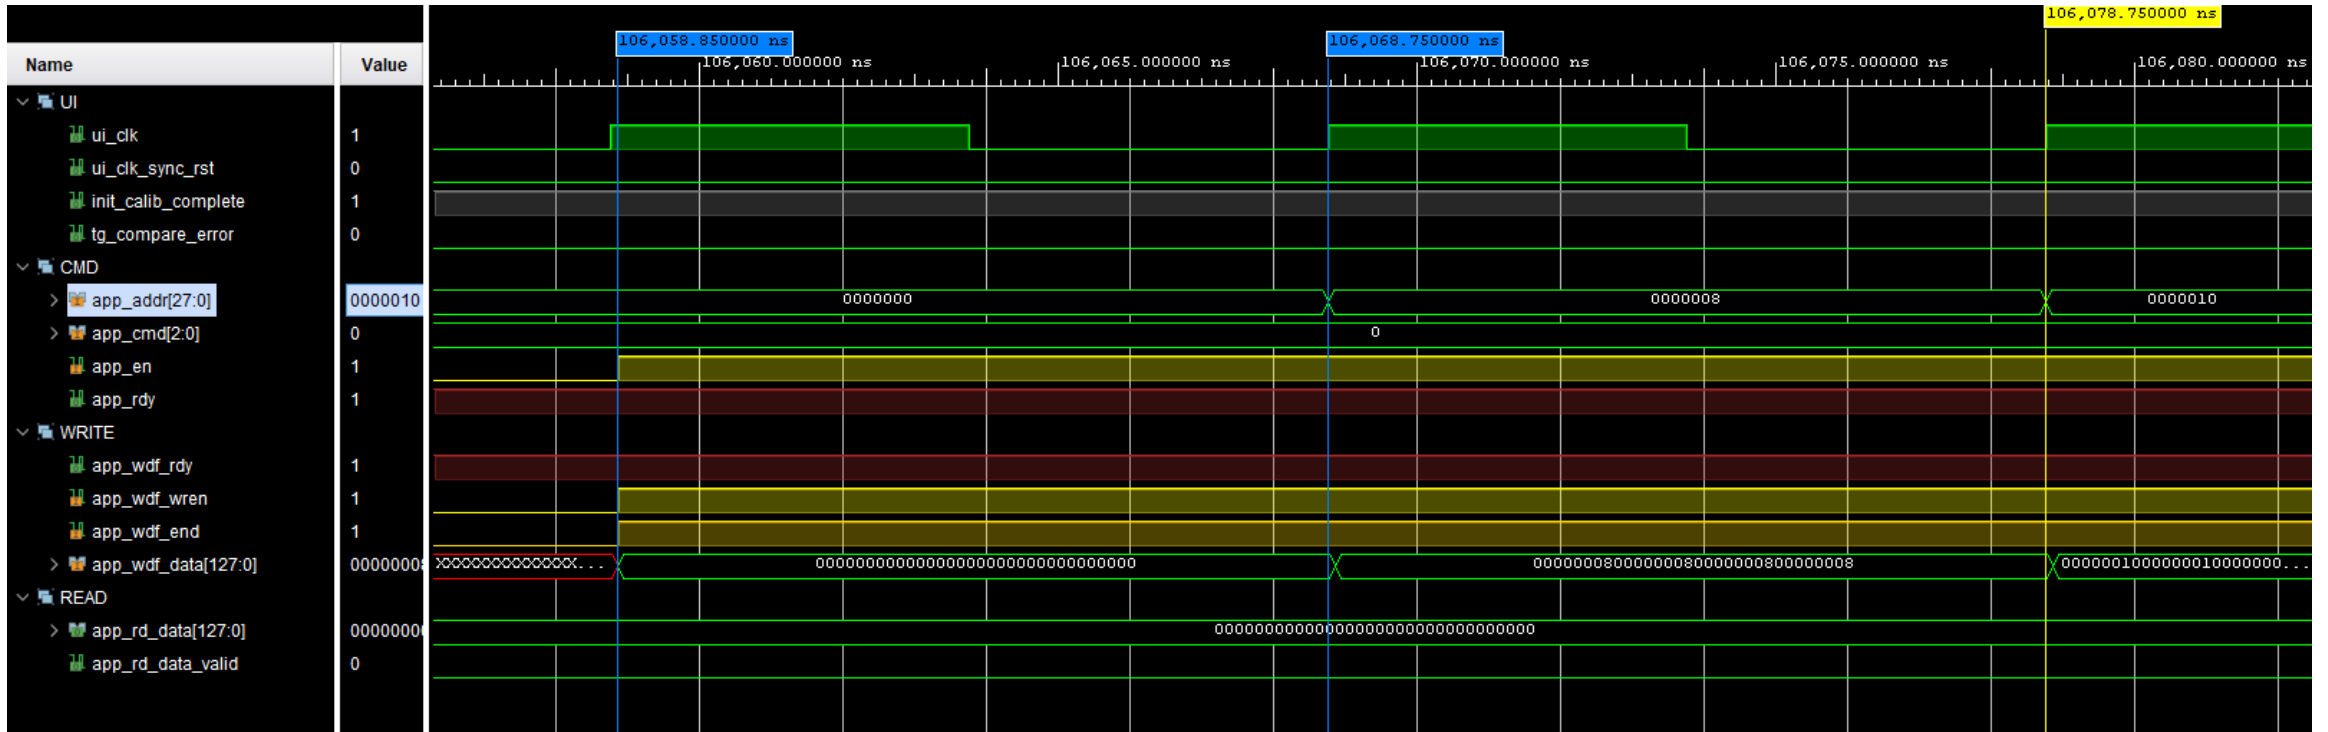 106,078.750000 ns
106,058.850000 ns 106,068.750000 ns
Name Value 106,060.000000 ns 106,065.000000 ns 106,070.000000 ns 106,075.000000 ns 106,080.000000 ns
UI
ui_clk 1
ui_clk_sync_rst 0
init_calib_complete 1
tg_compare_error 0
CMD
app_addr[27:0] 0000010 0000000 0000008 0000010
app_cmd[2:0] 0 0
app_en 1
app_rdy 1
WRITE
app_wdf_rdy 1
app_wdf_wren 1
app_wdf_end 1
app_wdf_data[127:0] 00000000 XXXXXXXXXXXXX... 00000000000000000000000000000000 00000008000000080000000800000008 000000100000001000000...
READ
app_rd_data[127:0] 00000000 00000000000000000000000000000000
app_rd_data_valid 0